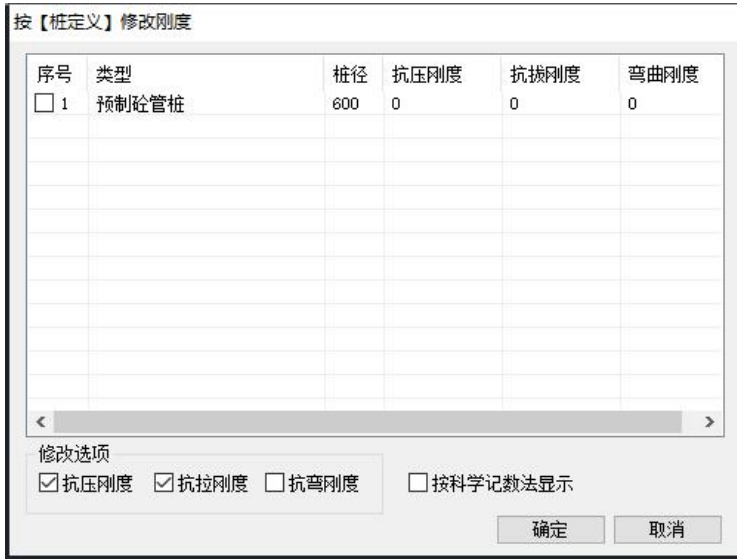 按【桩定义】修改刚度
序号 类型 桩径 抗压刚度 抗拔刚度 弯曲刚度
1 预制砼管桩 600 0 0 0
修改选项
抗压刚度 抗拉刚度 抗弯刚度 按科学记数法显示
确定 取消